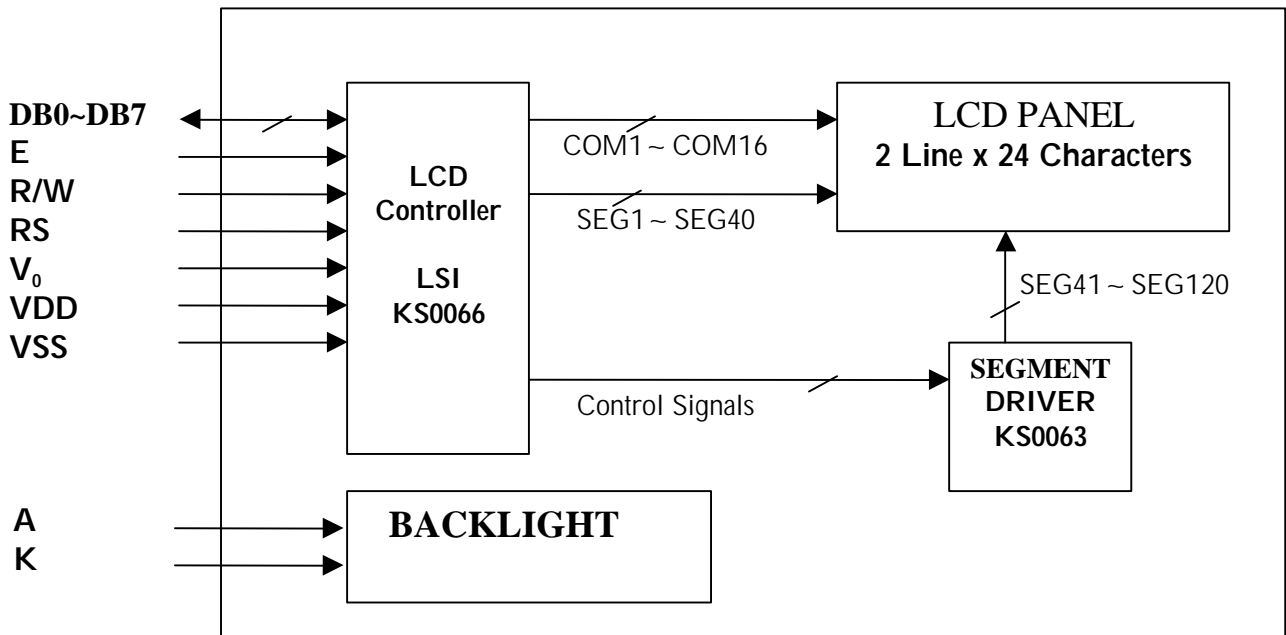 DB0~DB7
E
R/W
RS
V₀
VDD
VSS
A
K
LCD
Controller
LSI
KS0066
COM1 ~ COM16
SEG1 ~ SEG40
Control Signals
LCD PANEL
2 Line x 24 Characters
SEG41 ~ SEG120
SEGMENT
DRIVER
KS0063
BACKLIGHT